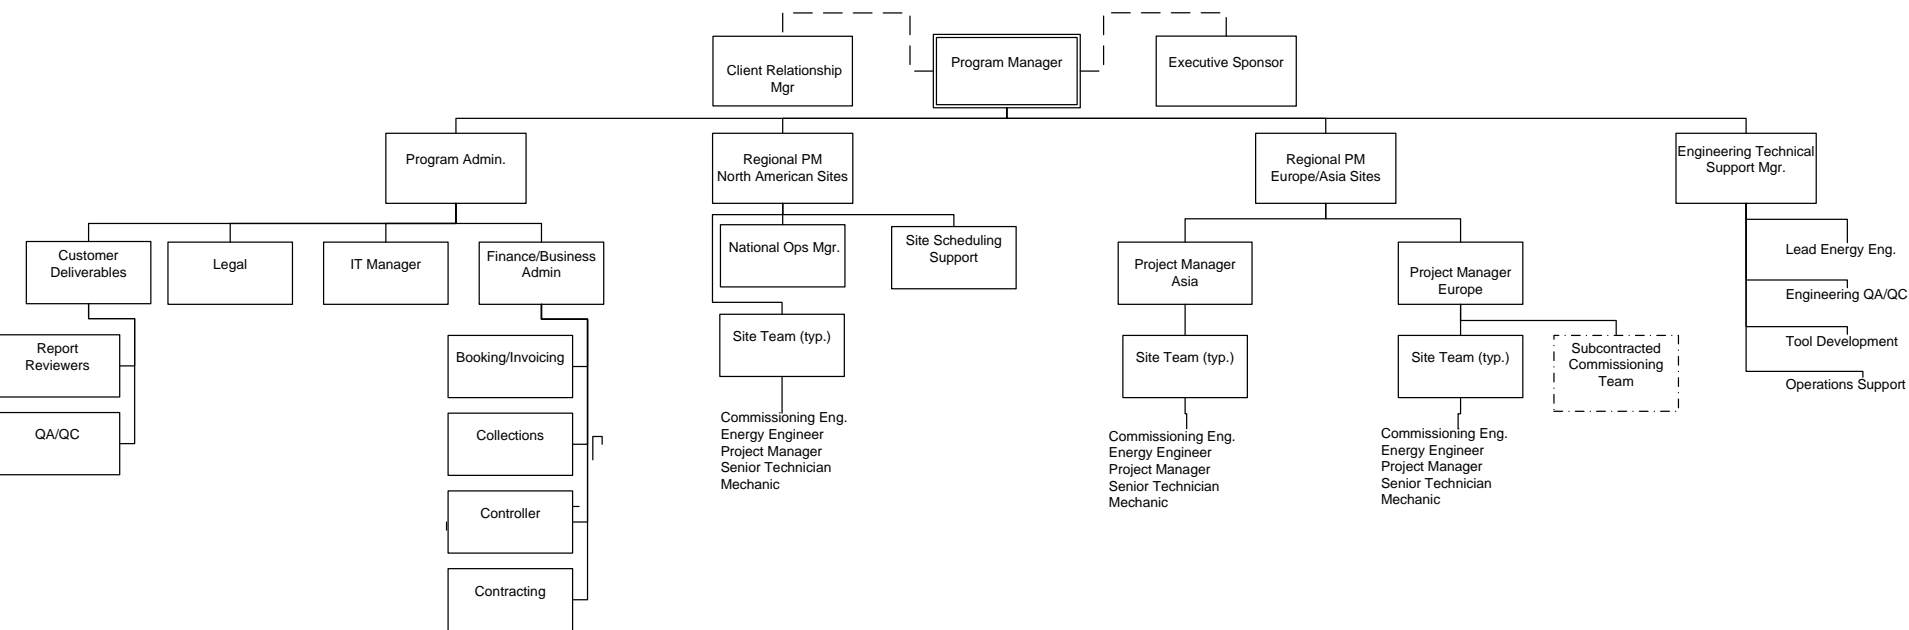 Client Relationship
Mgr
Program Manager
Executive Sponsor
Program Admin.
Regional PM
North American Sites
Regional PM
Europe/Asia Sites
Engineering Technical
Support Mgr.
Customer
Deliverables
Legal
IT Manager
Finance/Business
Admin
National Ops Mgr.
Site Scheduling
Support
Project Manager
Asia
Project Manager
Europe
Lead Energy Eng.
Engineering QA/QC
Tool Development
Operations Support
Report
Reviewers
QA/QC
Booking/Invoicing
Collections
Controller
Contracting
Site Team (typ.)
Commissioning Eng.
Energy Engineer
Project Manager
Senior Technician
Mechanic
Site Team (typ.)
Commissioning Eng.
Energy Engineer
Project Manager
Senior Technician
Mechanic
Site Team (typ.)
Commissioning Eng.
Energy Engineer
Project Manager
Senior Technician
Mechanic
Subcontracted
Commissioning
Team